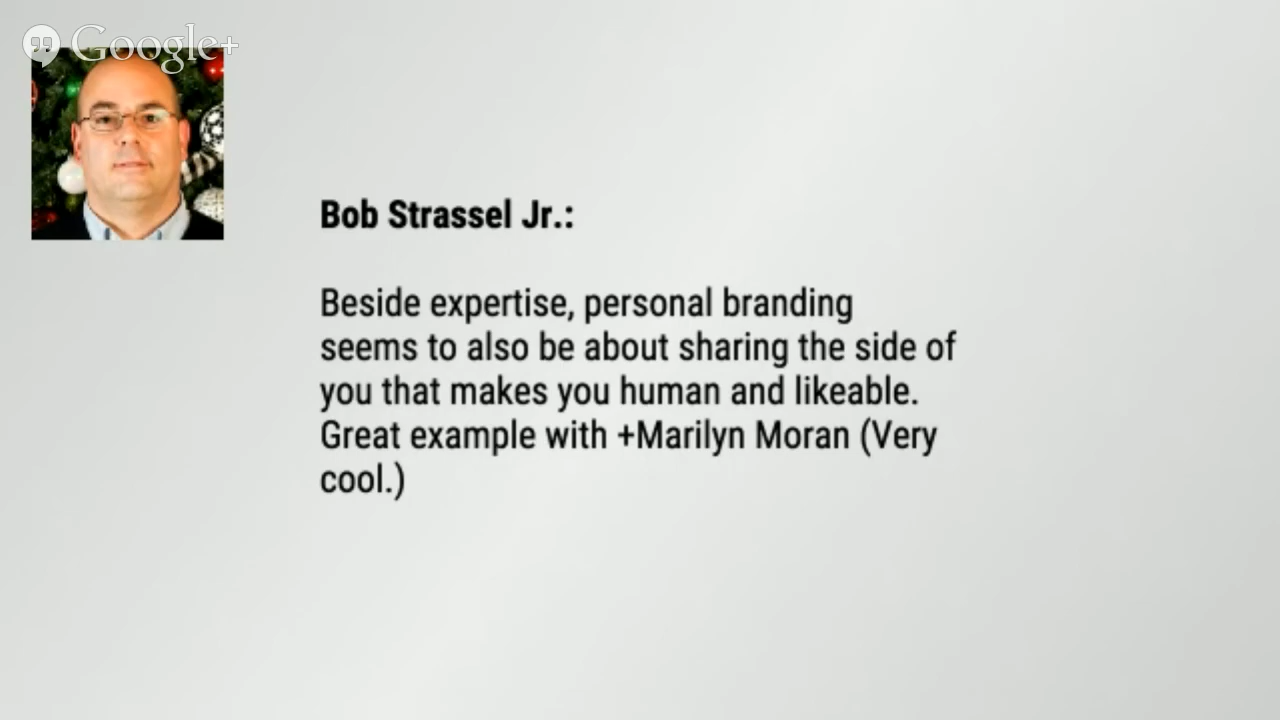 Google+
Bob Strassel Jr.:
Beside expertise, personal branding
seems to also be about sharing the side of
you that makes you human and likeable.
Great example with +Marilyn Moran (Very
cool.)